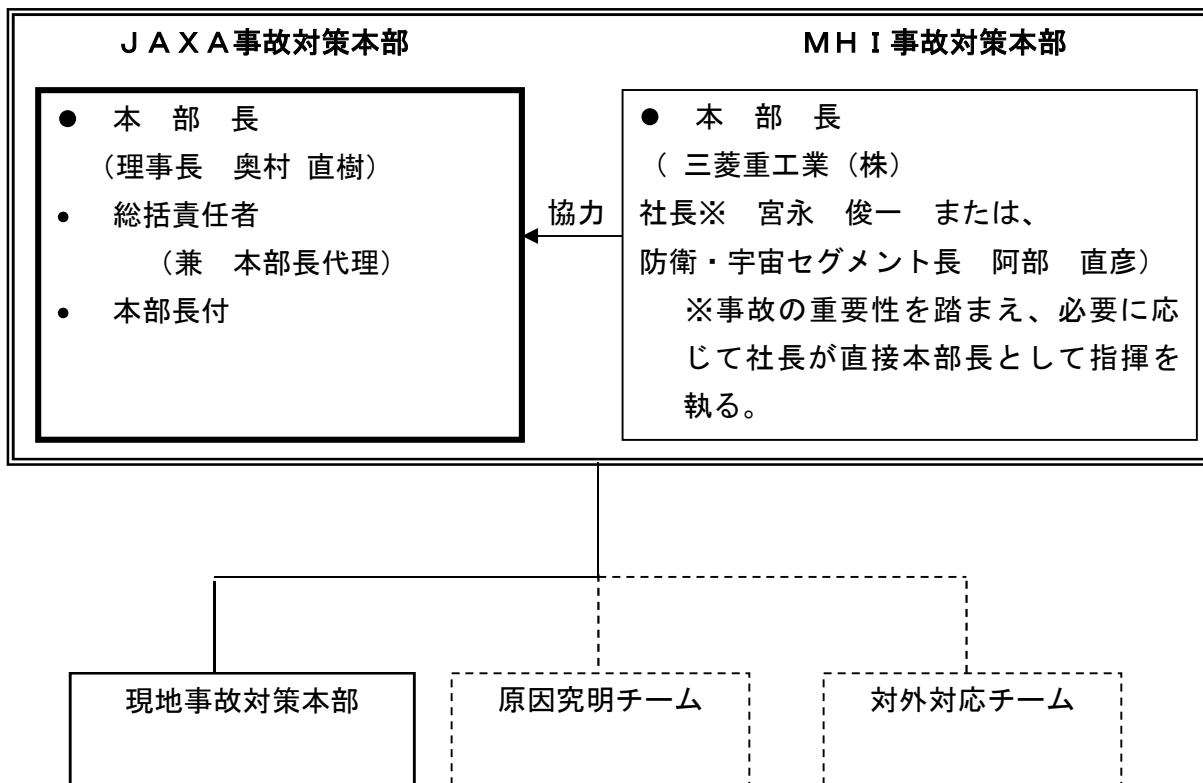 ＪＡＸＡ事故対策本部
● 本　部　長
（理事長　奥村 直樹）
• 総括責任者
（兼　本部長代理）
• 本部長付
協力
ＭＨＩ事故対策本部
● 本　部　長
（ 三菱重工業（株）
社長※　宮永　俊一　または、
防衛・宇宙セグメント長　阿部　直彦）
※事故の重要性を踏まえ、必要に応
じて社長が直接本部長として指揮を
執る。
現地事故対策本部
原因究明チーム
対外対応チーム